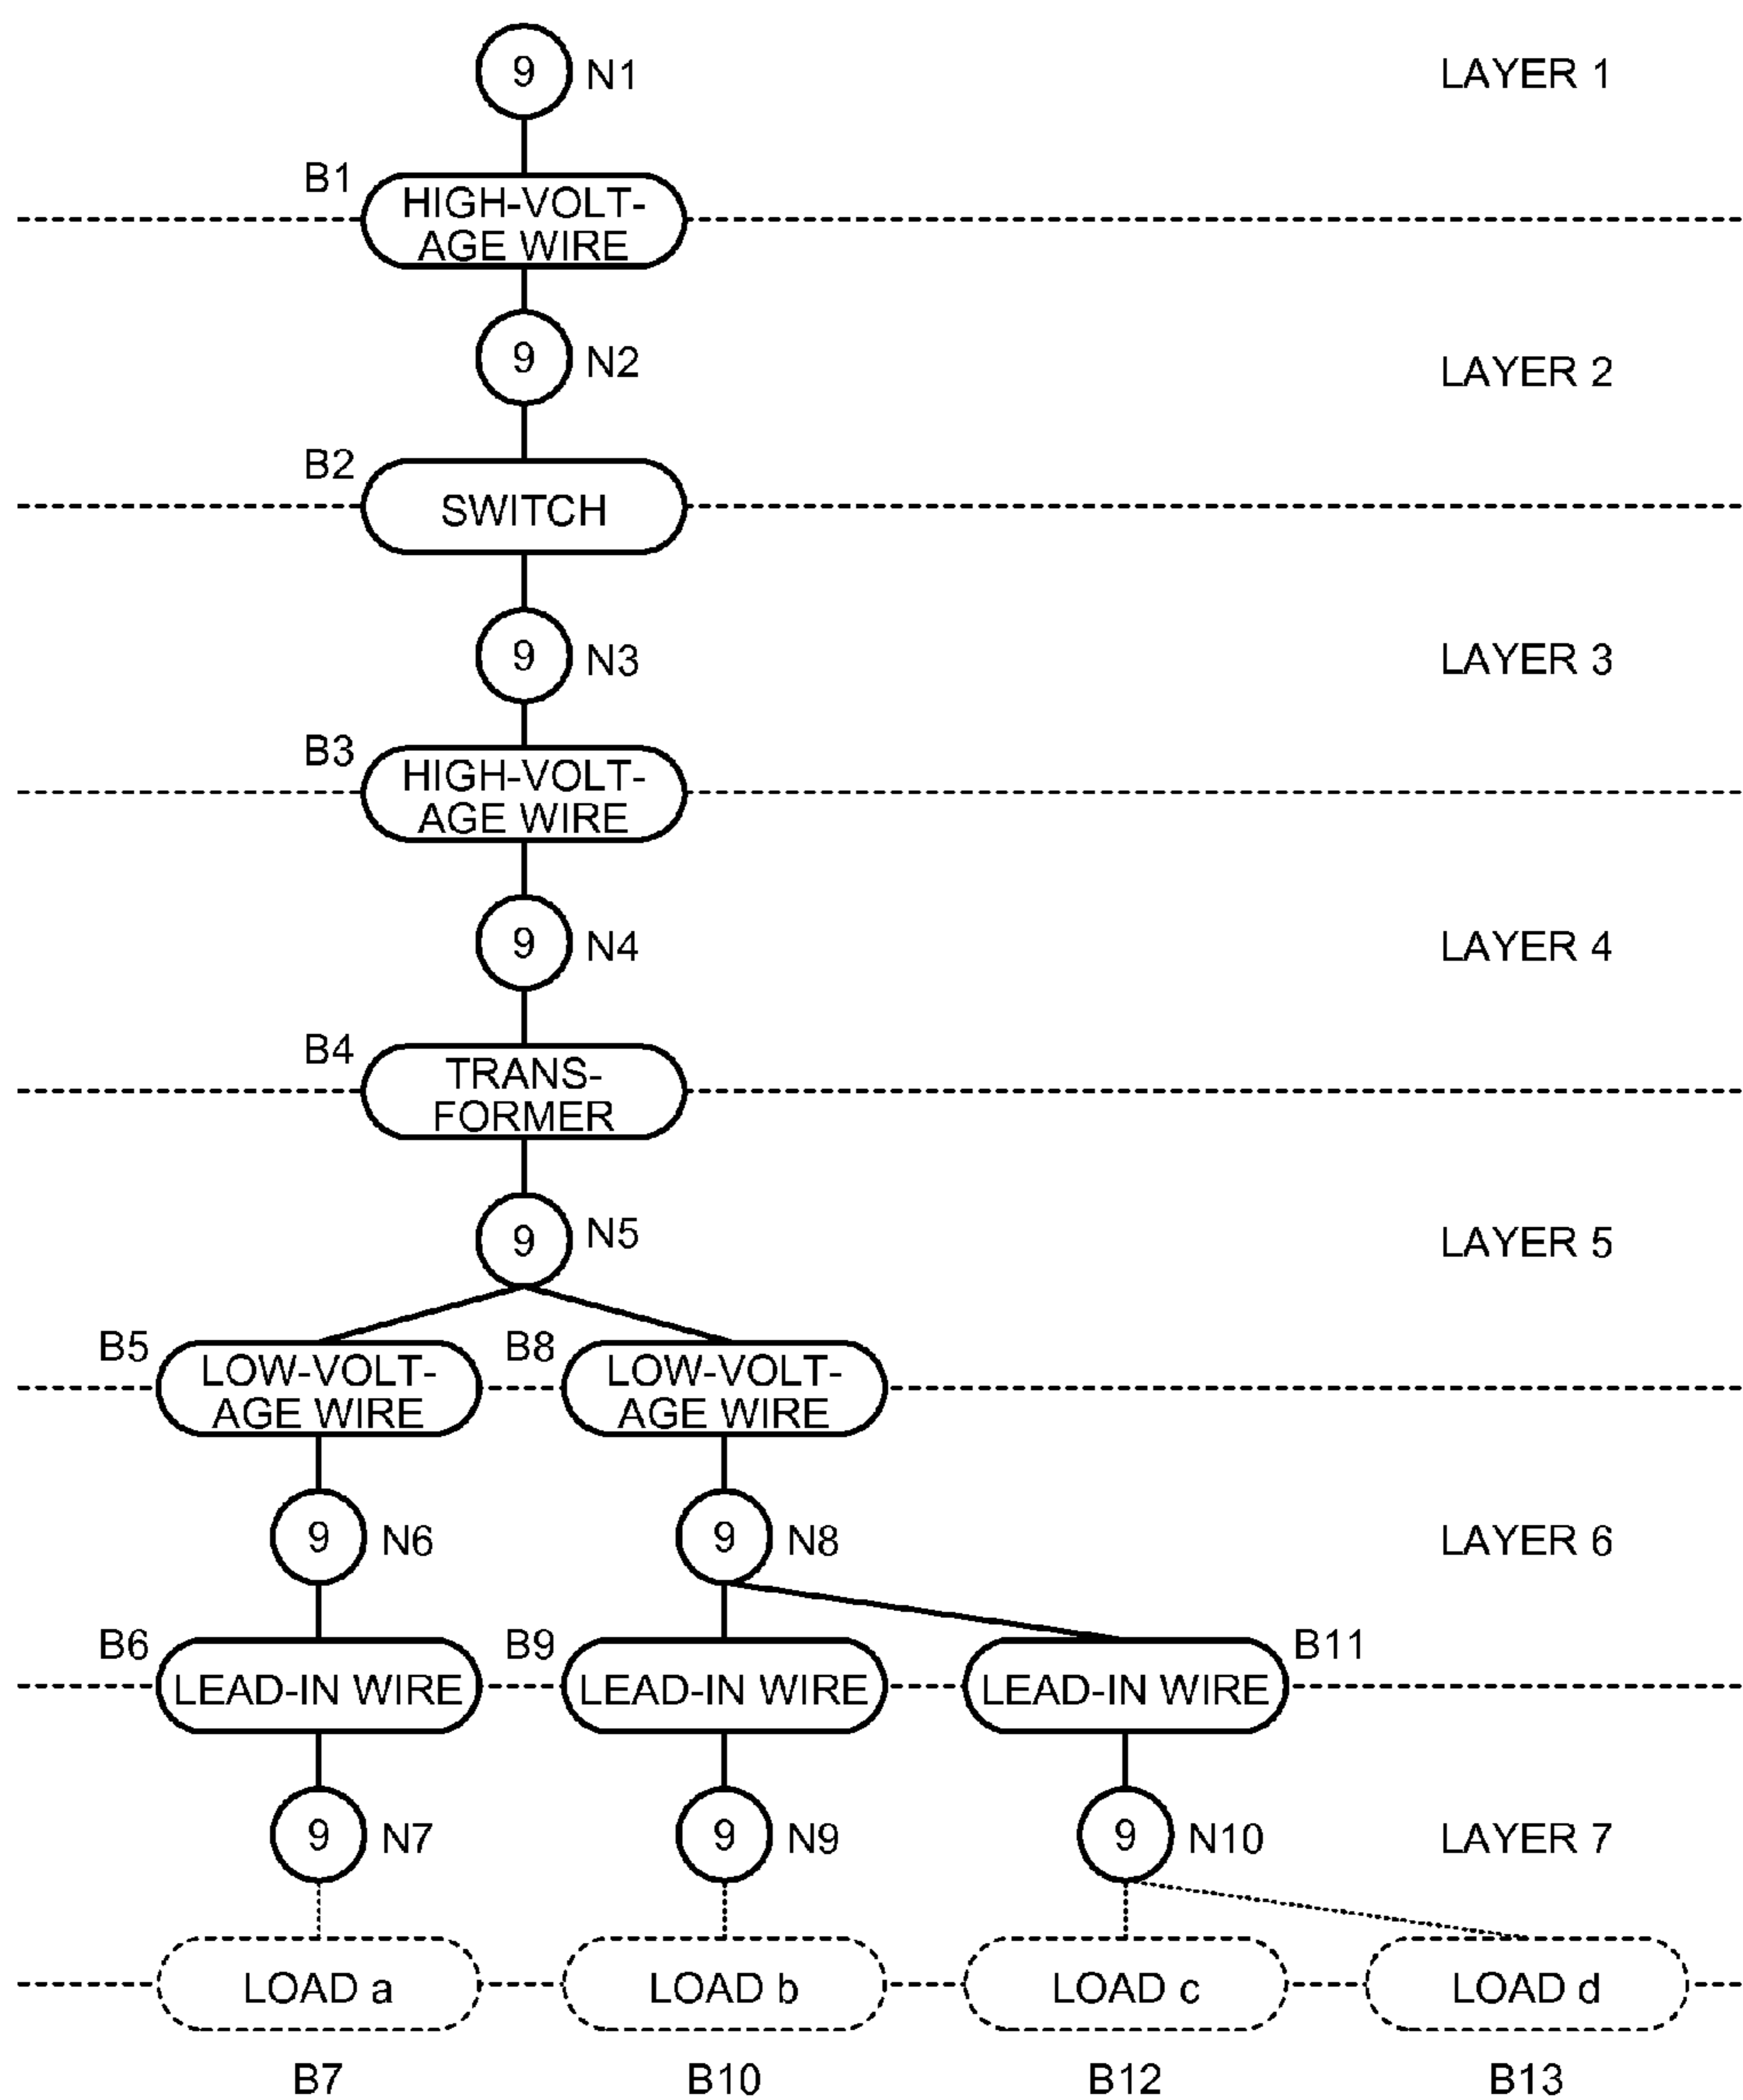 9 N1 LAYER 1
B1
HIGH-VOLT-
AGE WIRE
9 N2 LAYER 2
B2
SWITCH
9 N3 LAYER 3
B3
HIGH-VOLT-
AGE WIRE
9 N4 LAYER 4
B4
TRANS-
FORMER
9 N5 LAYER 5
B5 B8
LOW-VOLT- LOW-VOLT-
AGE WIRE AGE WIRE
9 N6 9 N8 LAYER 6
B6 B9 B11
LEAD-IN WIRE LEAD-IN WIRE LEAD-IN WIRE
9 N7 9 N9 9 N10 LAYER 7
LOAD a LOAD b LOAD c LOAD d
B7 B10 B12 B13